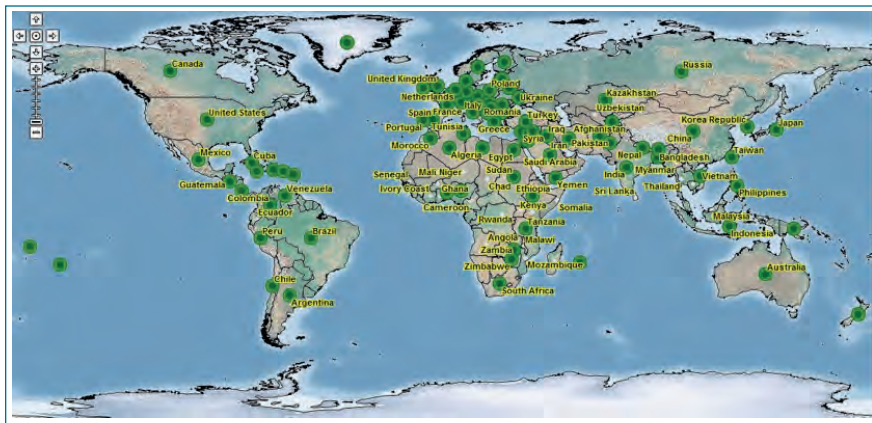 Canada
Russia
United Kingdom
Poland
Kazakhstan
Netherlands
Ukraine
Uzbekistan
United States
Italy
Spain
France
Romania
Turkey
Korea Republic
Japan
Portugal
Tunisia
Greece
Syria
Iraq
Afghanistan
China
Morocco
Iran
Pakistan
Mexico
Cuba
Algeria
Egypt
Saudi Arabia
Nepal
Bangladesh
Taiwan
Guatemala
Venezuela
Senegal
Mali
Niger
Sudan
India
Myanmar
Vietnam
Colombia
Ivory Coast
Ghana
Chad
Ethiopia
Yemen
Sri Lanka
Thailand
Philippines
Ecuador
Cameroon
Kenya
Somalia
Peru
Brazil
Rwanda
Tanzania
Malaysia
Angola
Malawi
Indonesia
Zambia
Zimbabwe
Mozambique
Australia
Chile
South Africa
Argentina